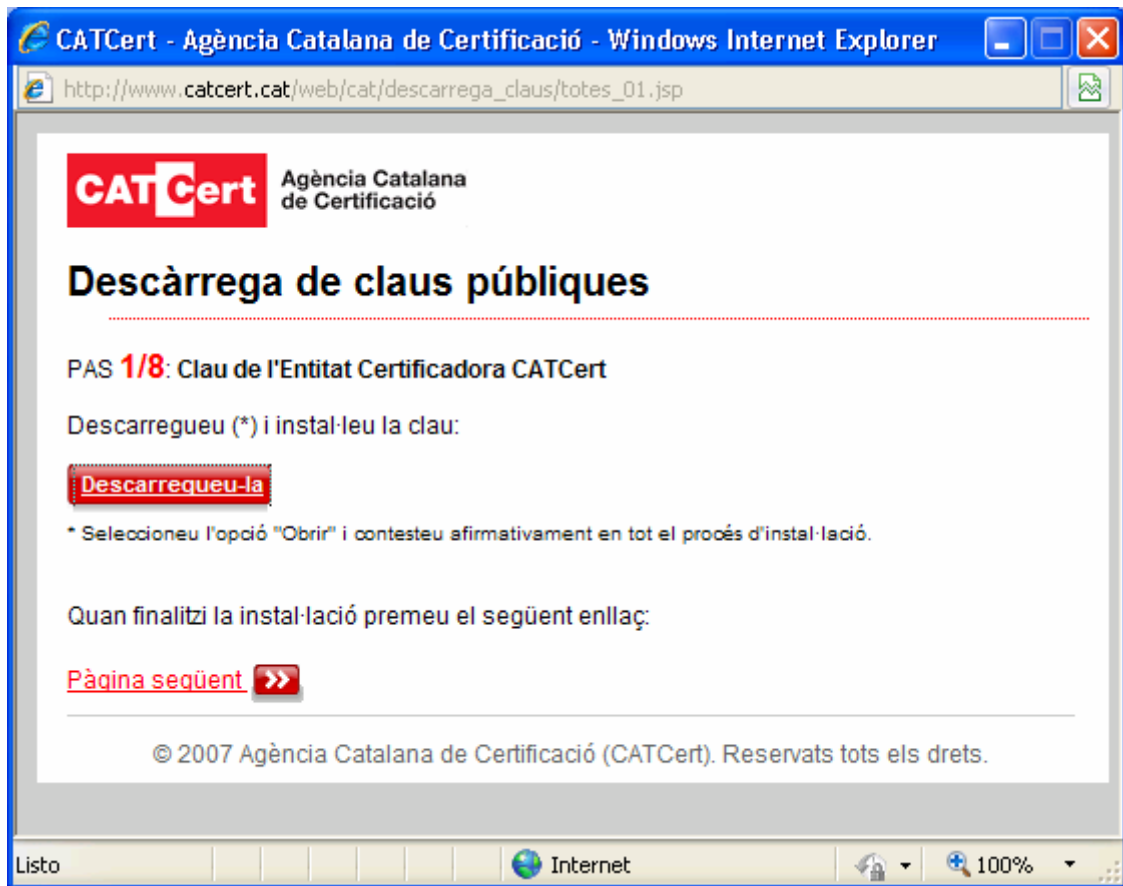 CATCert - Agència Catalana de Certificació - Windows Internet Explorer
http://www.catcert.cat/web/cat/descarrega_claus/totes_01.jsp
CATCert
Agència Catalana
de Certificació
Descàrrega de claus públiques
PAS 1/8: Clau de l'Entitat Certificadora CATCert
Descarregueu (*) i instal·leu la clau:
Descarregueu-la
* Seleccioneu l'opció "Obrir" i contesteu afirmativament en tot el procés d'instal·lació.
Quan finalitzi la instal·lació premeu el següent enllaç:
Pàgina següent >>
© 2007 Agència Catalana de Certificació (CATCert). Reservats tots els drets.
Listo Internet 100%